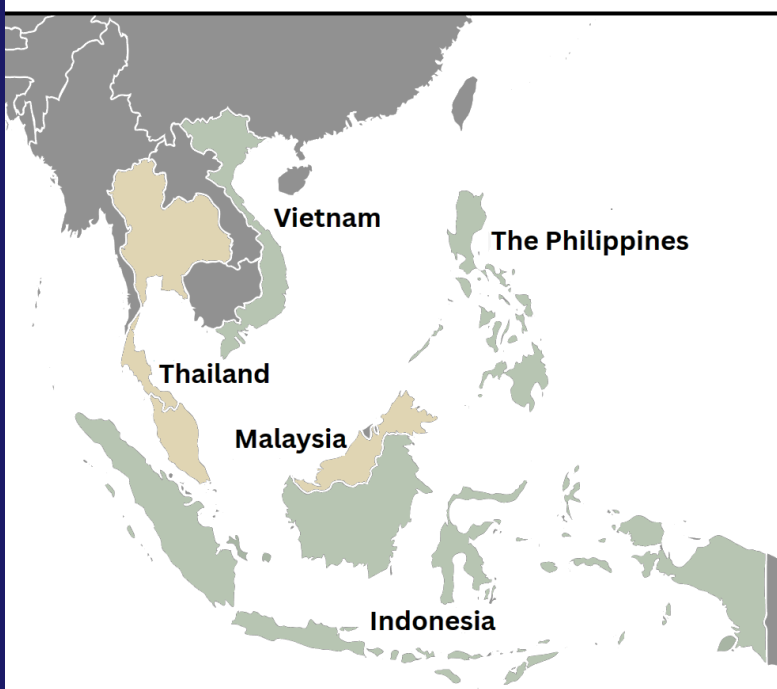 Vietnam
The Philippines
Thailand
Malaysia
Indonesia